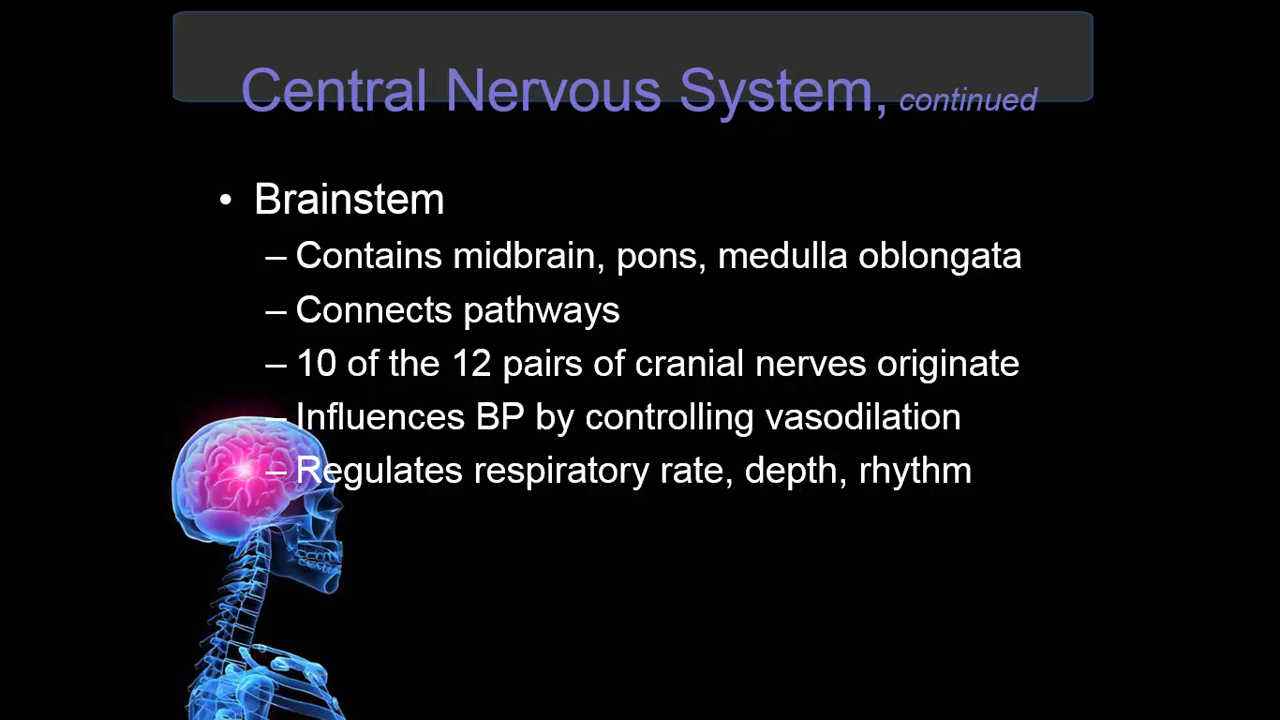 Central Nervous System, continued
• Brainstem
– Contains midbrain, pons, medulla oblongata
– Connects pathways
– 10 of the 12 pairs of cranial nerves originate
– Influences BP by controlling vasodilation
– Regulates respiratory rate, depth, rhythm